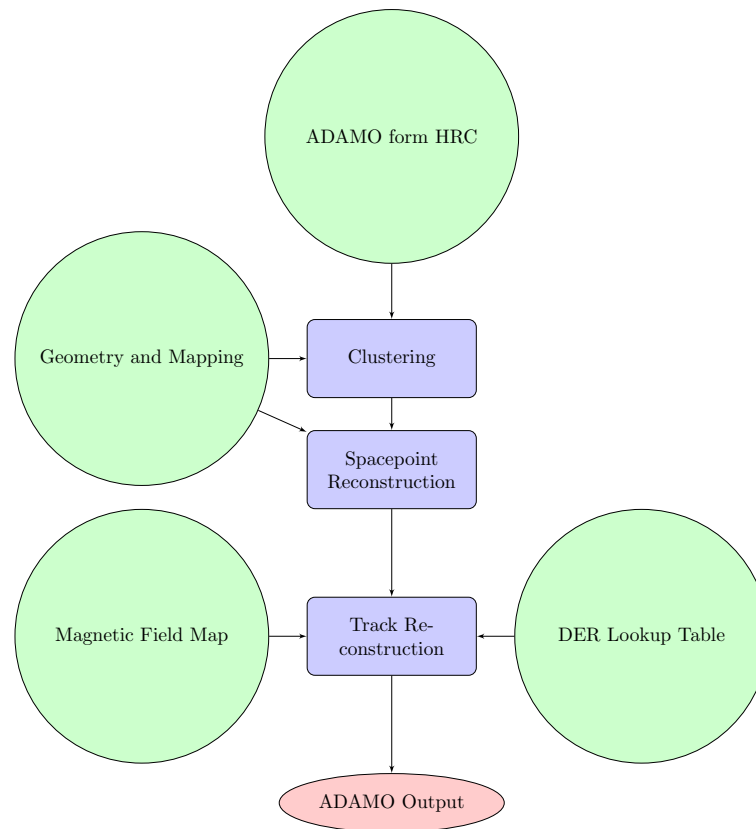 ADAMO form HRC
Geometry and Mapping
Clustering
Spacepoint
Reconstruction
Magnetic Field Map
Track Re-
construction
DER Lookup Table
ADAMO Output